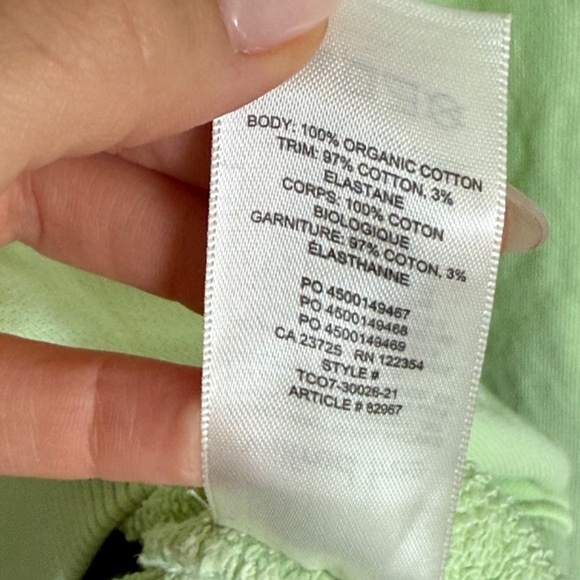 BODY: 100% ORGANIC COTTON
TRIM: 97% COTTON, 3%
ELASTANE
CORPS: 100% COTON
BIOLOGIQUE
GARNITURE: 97% COTON, 3%
ÉLASTHANNE
PO 4500149467
PO 4500149468
PO 4500149469
CA 23725 RN 122354
STYLE #
TCO7-30026-21
ARTICLE # 82967